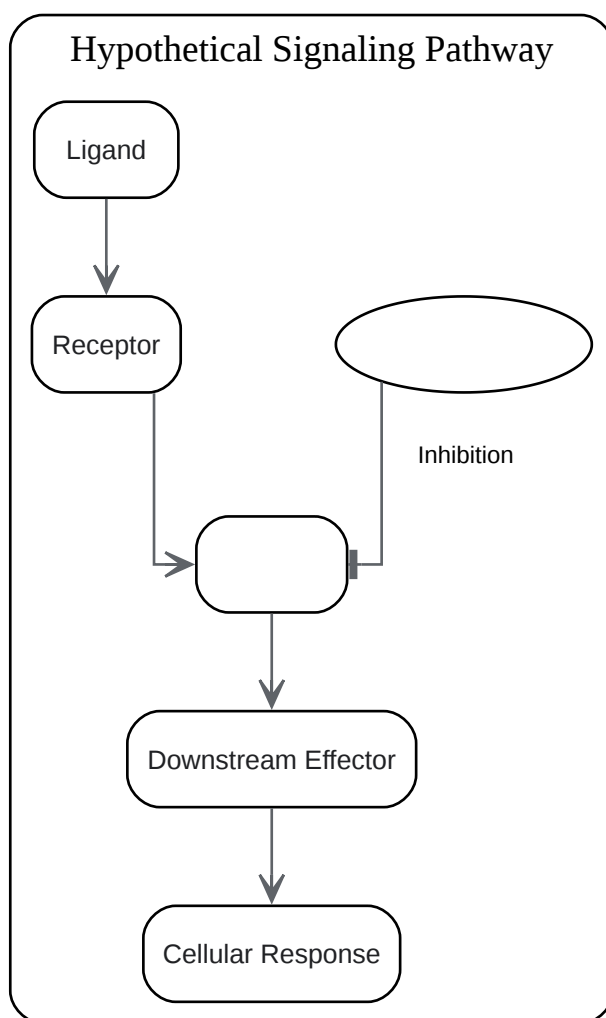 Hypothetical Signaling Pathway
Ligand
Receptor
Inhibition
Downstream Effector
Cellular Response